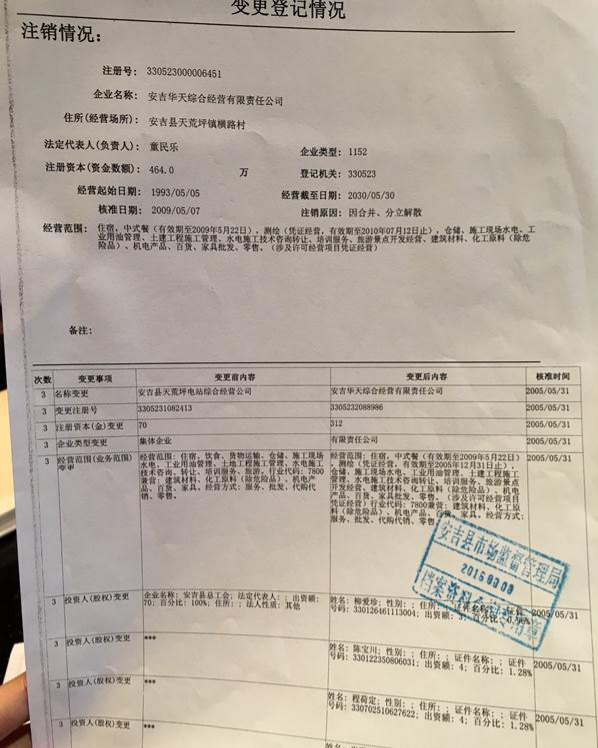 变更登记情况
注销情况：
注册号： 330523000006451
企业名称： 安吉华天综合经营有限责任公司
住所（经营场所）： 安吉县天荒坪镇横路村
法定代表人（负责人）： 童民乐 企业类型： 1152
注册资本（资金数额）： 464.0 万 登记机关： 330523
经营起始日期： 1993/05/05 经营截至日期： 2030/05/30
核准日期： 2009/05/07 注销原因： 因合并、分立解散
经营范围： 住宿，中式餐（有效期至2009年5月22日），测绘（凭证经营，有效期至2010年07月12日止），仓储、施工现场水电、工
业用油管理、土建工程施工管理、水电施工技术咨询转让、培训服务、旅游景点开发经营、建筑材料、化工原料（除危
险品）、机电产品、百货、家具批发、零售。（涉及许可经营项目凭证经营）
备注：
次数 变更事项 变更前内容 变更后内容 核准时间
3 名称变更 安吉县天荒坪电站综合经营公司 安吉华天综合经营有限责任公司 2005/05/31
3 变更注册号 3305231082413 3305232088986 2005/05/31
3 注册资本(金)变更 70 312 2005/05/31
3 企业类型变更 集体企业 有限责任公司 2005/05/31
3 经营范围(业务范围)变更 2005/05/31
经营范围：住宿、饮食、货物运输、仓储、施工现场
水电、工业用油管理、土地工程施工管理、水电施工
技术咨询、转让、培训服务、旅游。行业代码：7800
兼营：建筑材料、化工原料（除危险品）、机电产
品、百货、家具。经营方式：服务、批发、代购代
销、零售。
经营范围：住宿，中式餐（有效期至2009年5月22日）
，测绘（凭证经营，有效期至2005年12月31日止），
仓储、施工现场水电、工业用油管理、土建工程施工
管理、水电施工技术咨询转让、培训服务、旅游景点
开发经营、建筑材料、化工原料（除危险品）、机电
产品、百货、家具批发、零售。（涉及许可经营项目
凭证经营）行业代码：7800兼营：建筑材料、化工原
料（除危险品）、机电产品、百货、家具。经营方式：
服务、批发、代购代销、零售。
安吉县市场监督管理局
2016 03 09
档案资料
3 投资人(股权)变更 2005/05/31
企业名称：安吉县总工会；法定代表人：；出资额：
70；百分比：100%；住所：；法人性质：其他
姓名：柳爱珍；性别：；住所：；证件名称：；证件
号码：330126461113004；出资额：3；百分比：0.96%
3 投资人(股权)变更 *** 2005/05/31
姓名：陈宝川；性别：；住所：；证件名称：；证件
号码：330122350806031；出资额：4；百分比：1.28%
3 投资人(股权)变更 *** 2005/05/31
姓名：程荷定；性别：；住所：；证件名称：；证件
号码：330702510627622；出资额：4；百分比：1.28%
3 投资人(股权)变更 ***